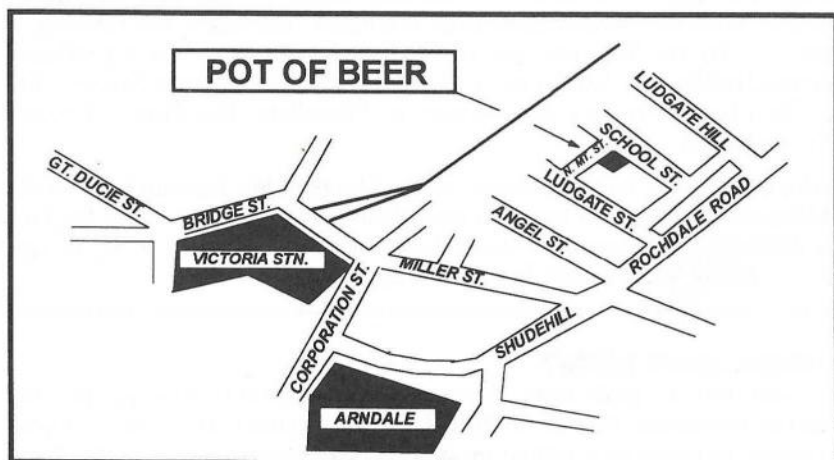 POT OF BEER
LUDGATE HILL
SCHOOL ST.
N. MT. ST.
LUDGATE ST.
GT. DUCIE ST.
BRIDGE ST.
ANGEL ST.
ROCHDALE ROAD
VICTORIA STN.
MILLER ST.
CORPORATION ST.
SHUDEHILL
ARNDALE